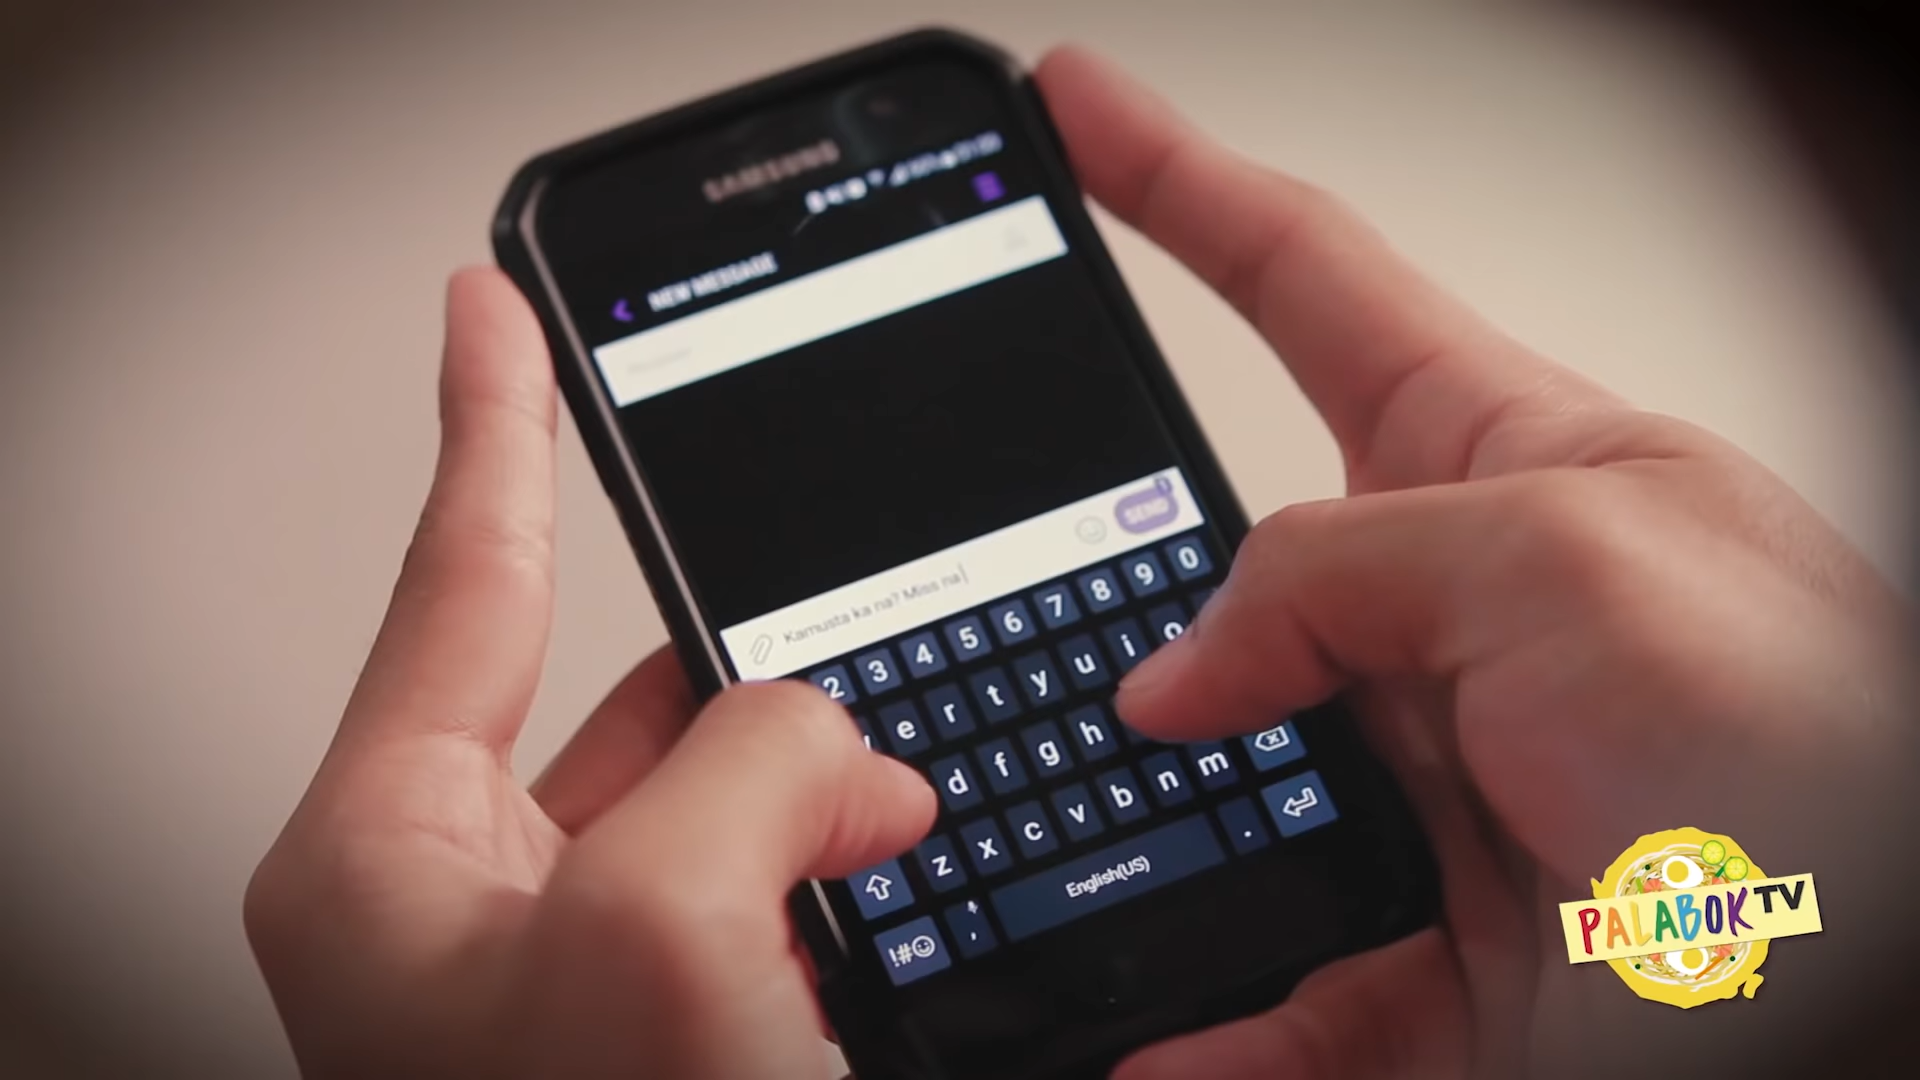 SAMSUNG
NEW MESSAGE
SEND
Kamusta ka na? Miss na
2 3 4 5 6 7 8 9 0
e r t y u i o
d f g h
z x c v b n m
!#☺ , English(US) .
PALABOK TV